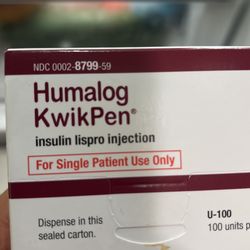 NDC 0002-8799-59
Humalog
KwikPen®
insulin lispro injection
For Single Patient Use Only
Dispense in this
sealed carton.
U-100
100 units p